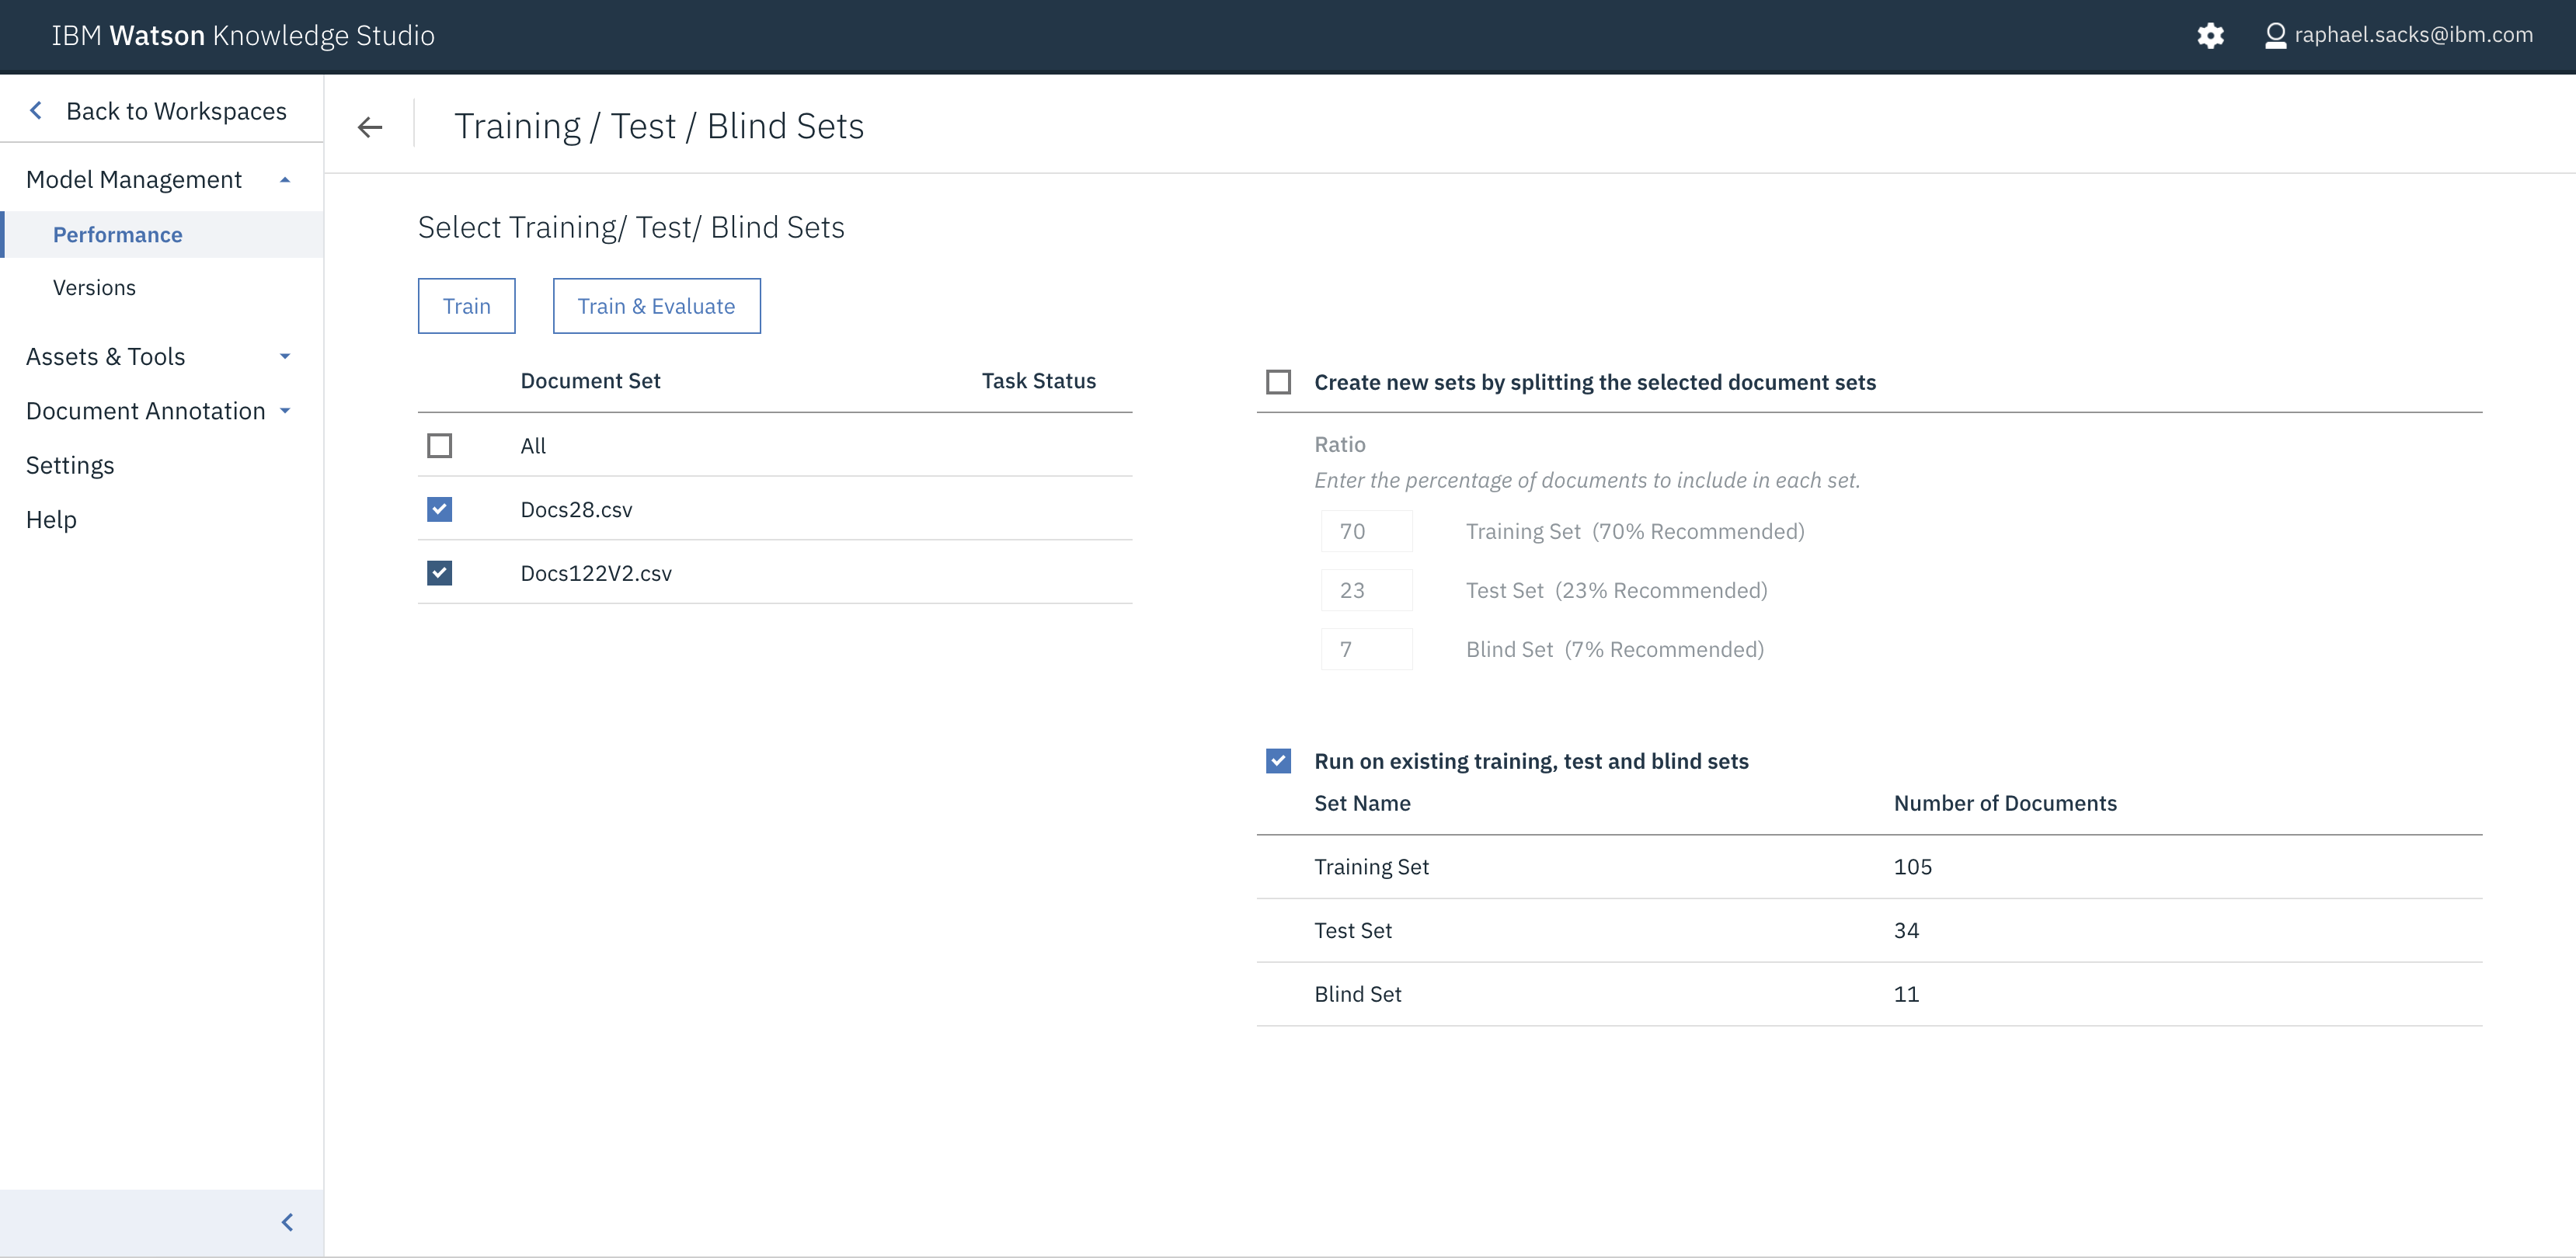 IBM Watson Knowledge Studio
raphael.sacks@ibm.com
Back to Workspaces
Model Management
Performance
Versions
Assets & Tools
Document Annotation
Settings
Help
Training / Test / Blind Sets
Select Training/ Test/ Blind Sets
Train
Train & Evaluate
Document Set Task Status
All
Docs28.csv
Docs122V2.csv
Create new sets by splitting the selected document sets
Ratio
Enter the percentage of documents to include in each set.
70 Training Set (70% Recommended)
23 Test Set (23% Recommended)
7 Blind Set (7% Recommended)
Run on existing training, test and blind sets
Set Name Number of Documents
Training Set 105
Test Set 34
Blind Set 11